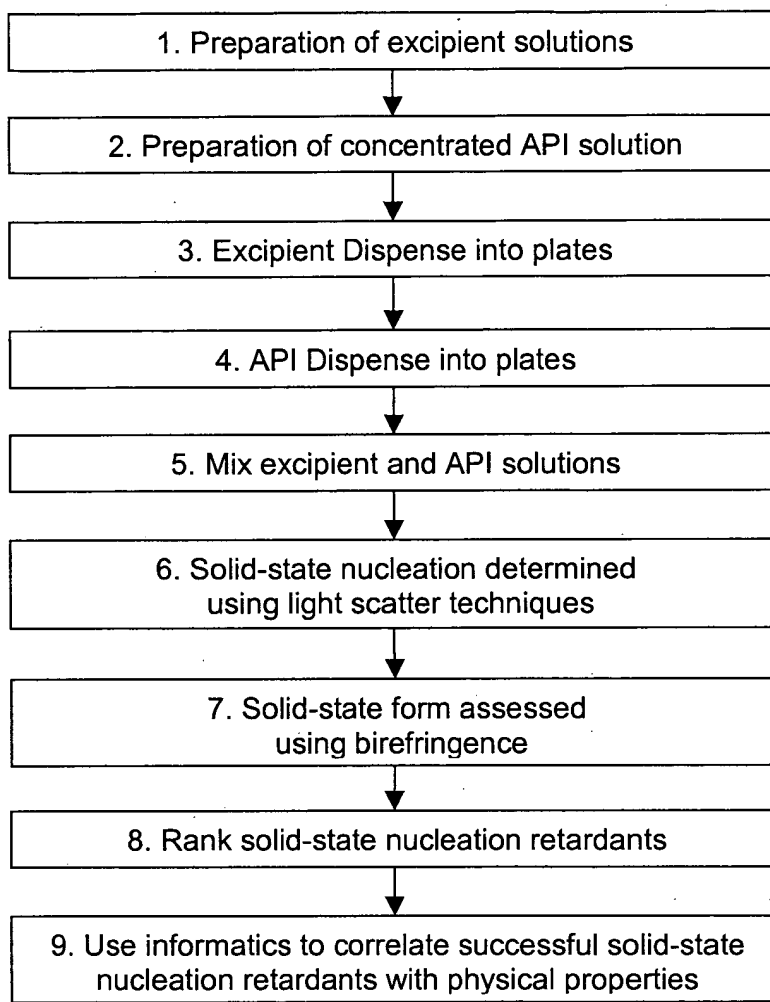 1. Preparation of excipient solutions
2. Preparation of concentrated API solution
3. Excipient Dispense into plates
4. API Dispense into plates
5. Mix excipient and API solutions
6. Solid-state nucleation determined
using light scatter techniques
7. Solid-state form assessed
using birefringence
8. Rank solid-state nucleation retardants
9. Use informatics to correlate successful solid-state
nucleation retardants with physical properties